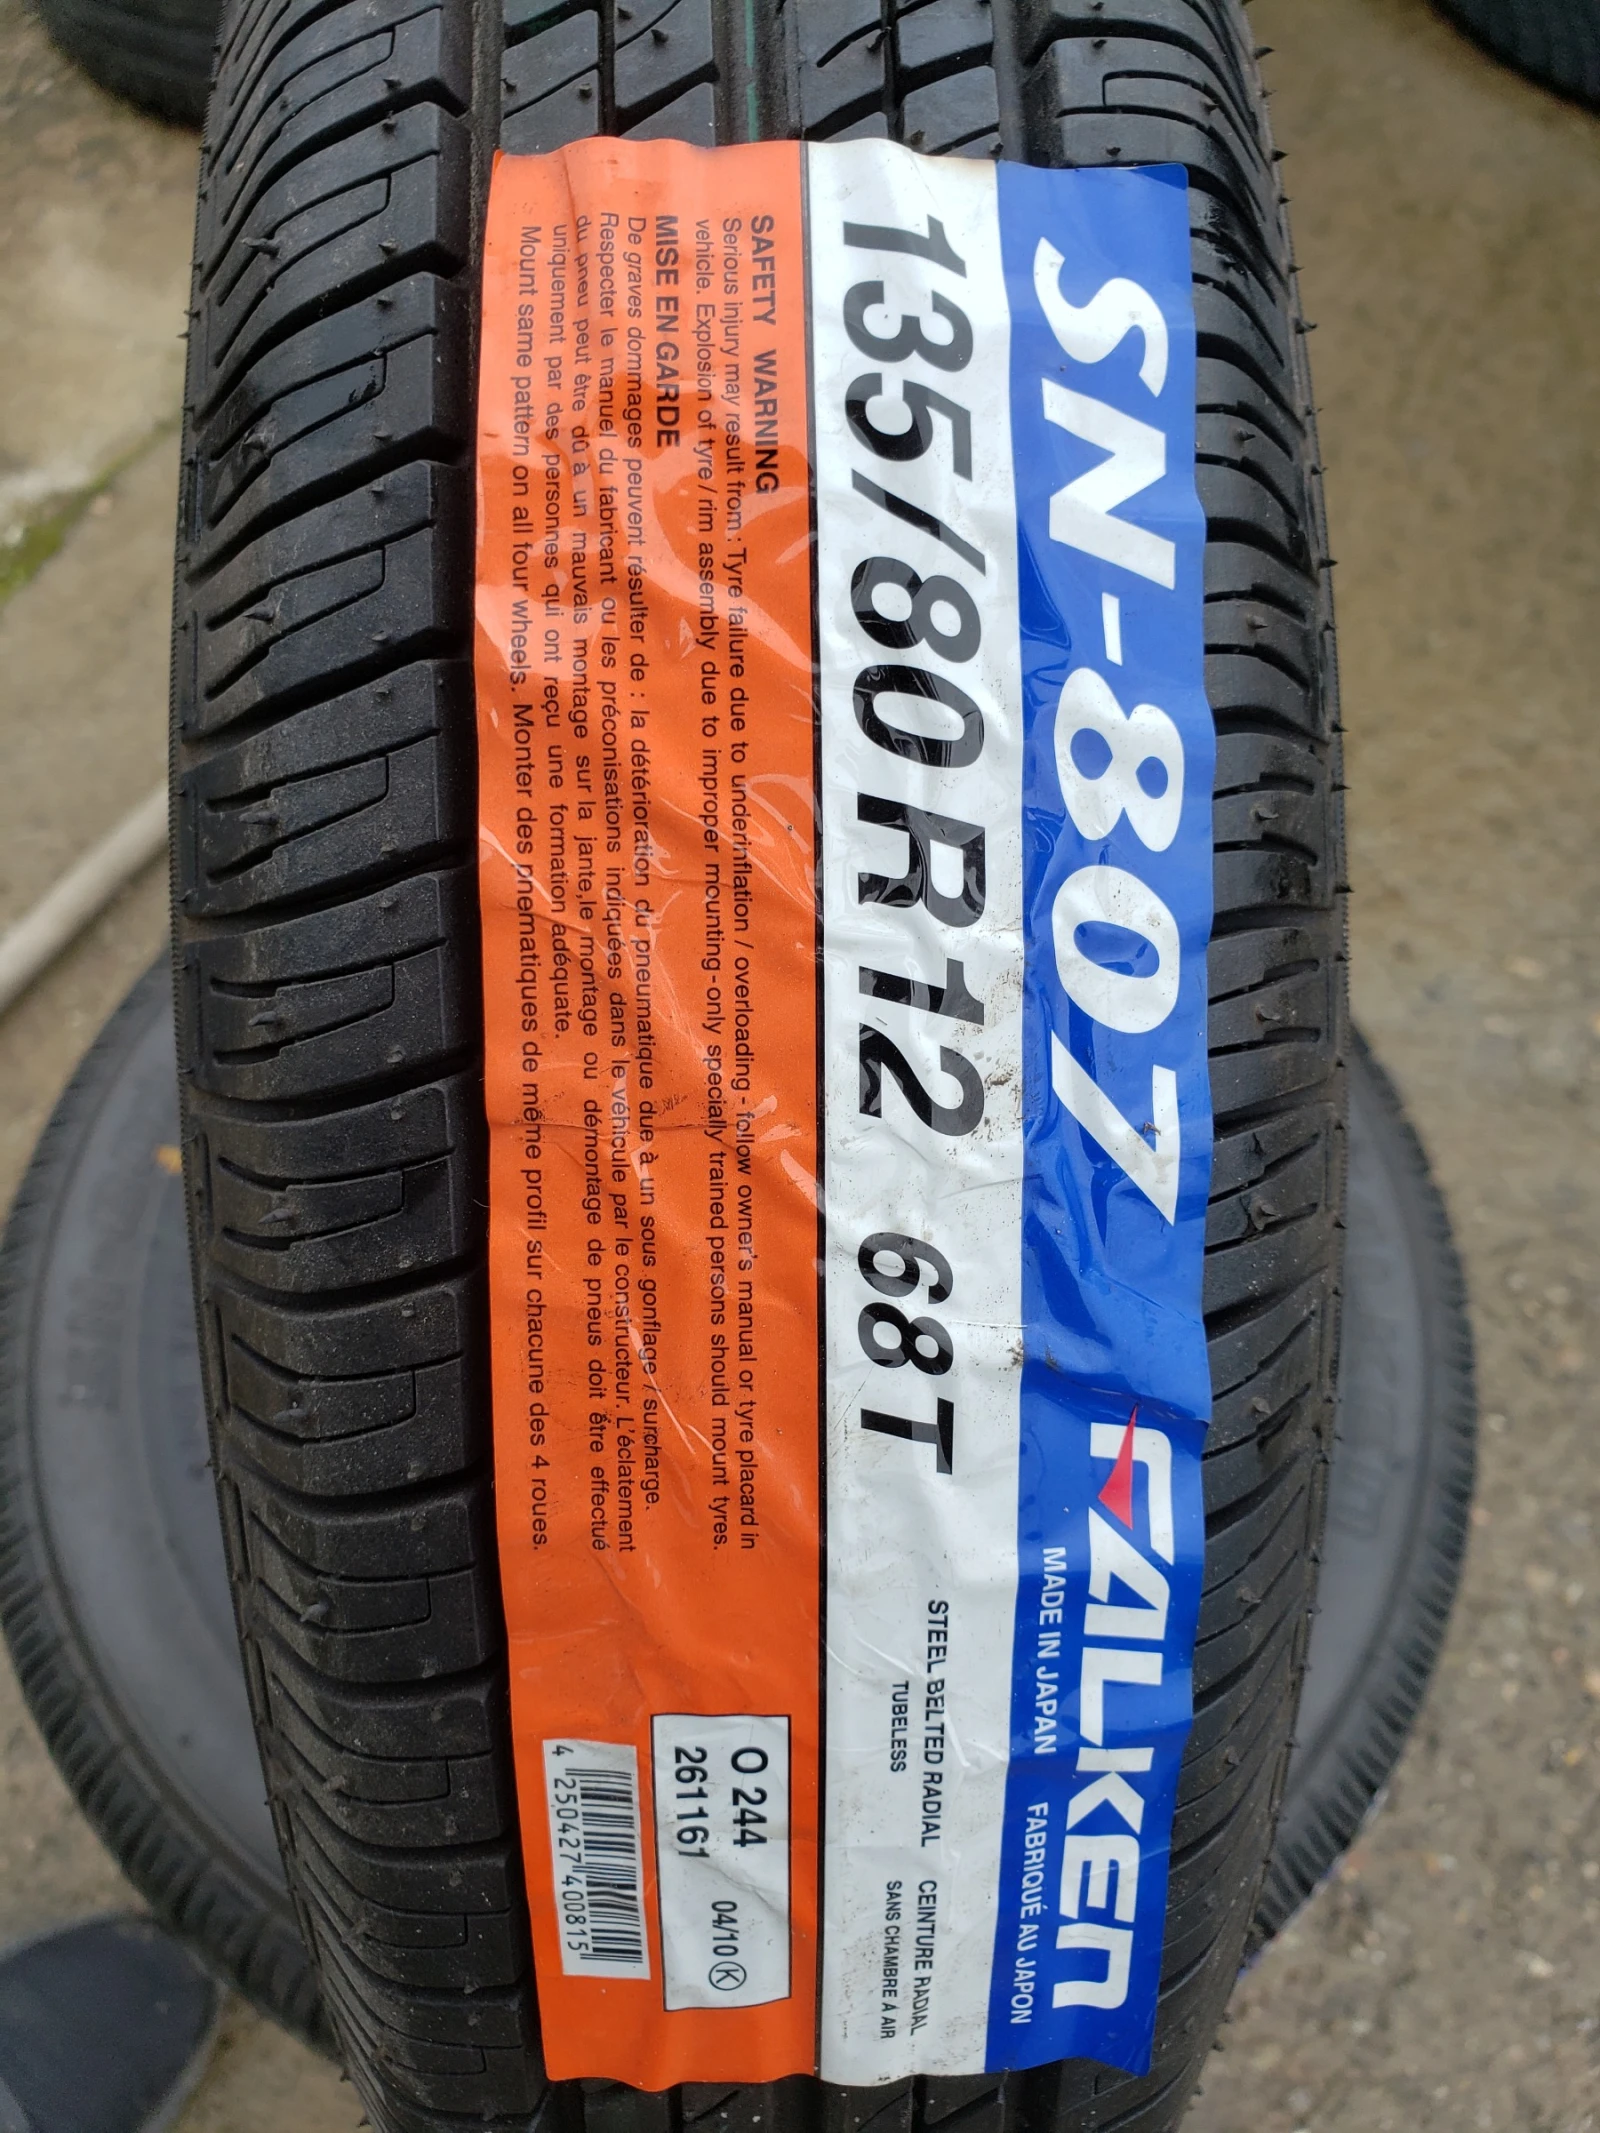 SN-807 FALKEN
MADE IN JAPAN FABRIQUÉ AU JAPON
135/80R12 68T
STEEL BELTED RADIAL CEINTURE RADIAL
TUBELESS SANS CHAMBRE À AIR
SAFETY WARNING
Serious injury may result from : Tyre failure due to underinflation / overloading - follow owner's manual or tyre placard in
vehicle. Explosion of tyre / rim assembly due to improper mounting-only specially trained persons should mount tyres.
MISE EN GARDE
De graves dommages peuvent résulter de : la détérioration du pneumatique due à un sous gonflage / surcharge.
Respecter le manuel du fabricant ou les préconisations indiquées dans le véhicule par le constructeur. L'éclatement
du pneu peut être dû à un mauvais montage sur la jante,le montage ou démontage de pneus doit être effectué
uniquement par des personnes qui ont reçu une formation adéquate.
Mount same pattern on all four wheels. Monter des pnematiques de même profil sur chacune des 4 roues.
O 244
04/10 K
261161
4 250427 400815